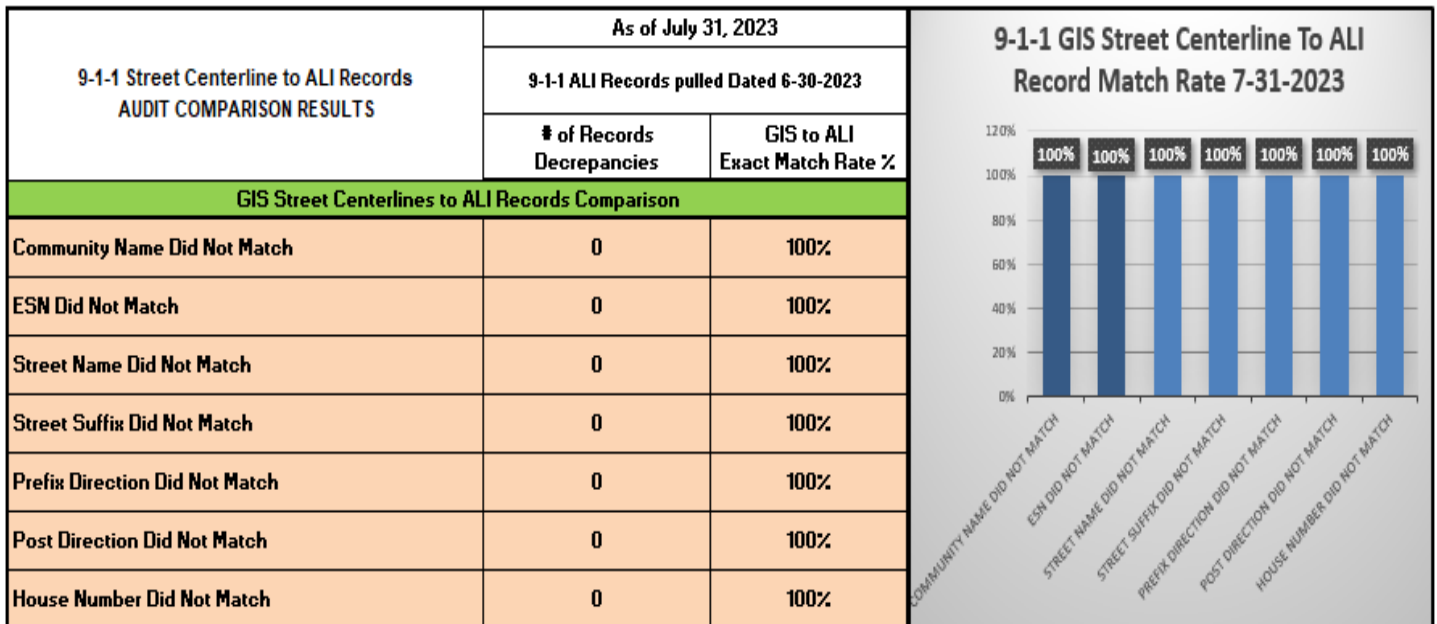 9-1-1 Street Centerline to ALI Records
AUDIT COMPARISON RESULTS
As of July 31, 2023
9-1-1 ALI Records pulled Dated 6-30-2023
# of Records
Decrepancies
GIS to ALI
Exact Match Rate %
GIS Street Centerlines to ALI Records Comparison
Community Name Did Not Match 0 100%
ESN Did Not Match 0 100%
Street Name Did Not Match 0 100%
Street Suffix Did Not Match 0 100%
Prefix Direction Did Not Match 0 100%
Post Direction Did Not Match 0 100%
House Number Did Not Match 0 100%
9-1-1 GIS Street Centerline To ALI
Record Match Rate 7-31-2023
120%
100%
80%
60%
40%
20%
0%
100% 100% 100% 100% 100% 100% 100%
COMMUNITY NAME DID NOT MATCH
ESN DID NOT MATCH
STREET NAME DID NOT MATCH
STREET SUFFIX DID NOT MATCH
PREFIX DIRECTION DID NOT MATCH
POST DIRECTION DID NOT MATCH
HOUSE NUMBER DID NOT MATCH